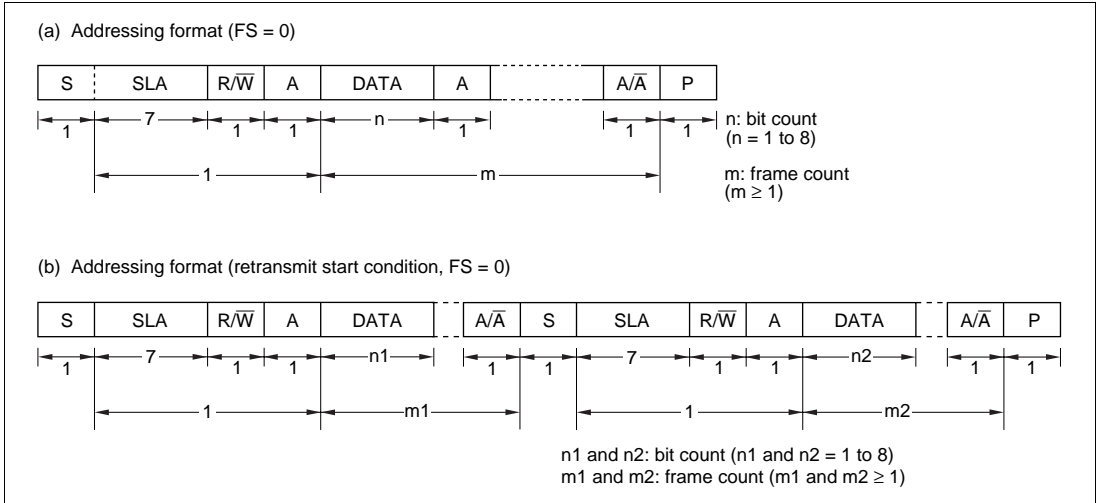 (a) Addressing format (FS = 0)
S SLA R/W̅ A DATA A A/A̅ P
1 7 1 1 n 1 1 1
n: bit count
(n = 1 to 8)
1 m
m: frame count
(m ≥ 1)
(b) Addressing format (retransmit start condition, FS = 0)
S SLA R/W̅ A DATA A/A̅ S SLA R/W̅ A DATA A/A̅ P
1 7 1 1 n1 1 1 7 1 1 n2 1 1
1 m1 1 m2
n1 and n2: bit count (n1 and n2 = 1 to 8)
m1 and m2: frame count (m1 and m2 ≥ 1)